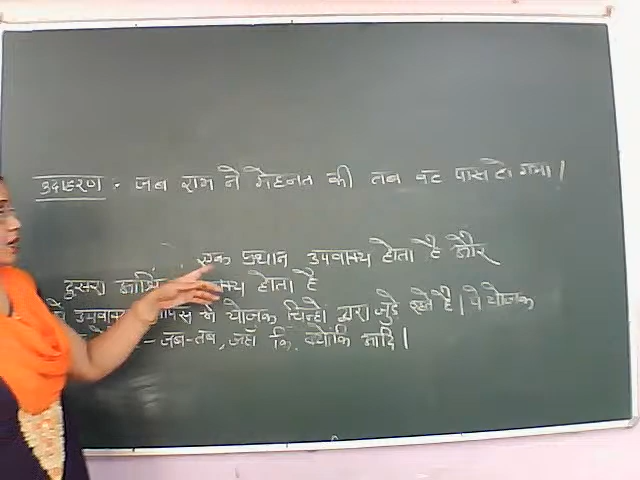 उदाहरण :- जब राम ने मेहनत की तब वह पास हो गया।
एक प्रधान उपवाक्य होता है और
दुसरा होता है
उपवाक्य योजक चिन्हो द्वारा जुड़े रहते है। ये योजक
- जब-तब, जहाँ कि, क्योंकि आदि।